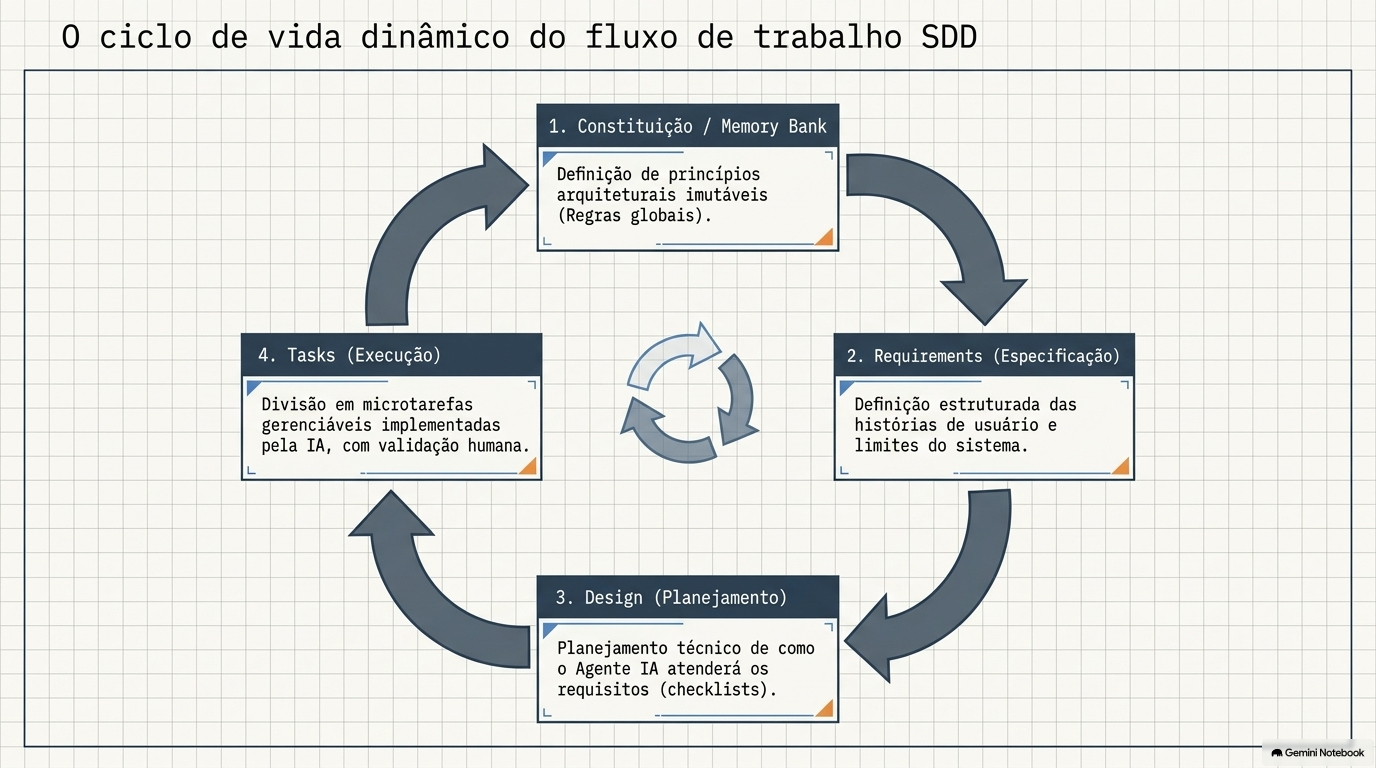 O ciclo de vida dinâmico do fluxo de trabalho SDD
1. Constituição / Memory Bank
Definição de princípios
arquiteturais imutáveis
(Regras globais).
2. Requirements (Especificação)
Definição estruturada das
histórias de usuário e
limites do sistema.
3. Design (Planejamento)
Planejamento técnico de como
o Agente IA atenderá os
requisitos (checklists).
4. Tasks (Execução)
Divisão em microtarefas
gerenciáveis implementadas
pela IA, com validação humana.
Gemini Notebook